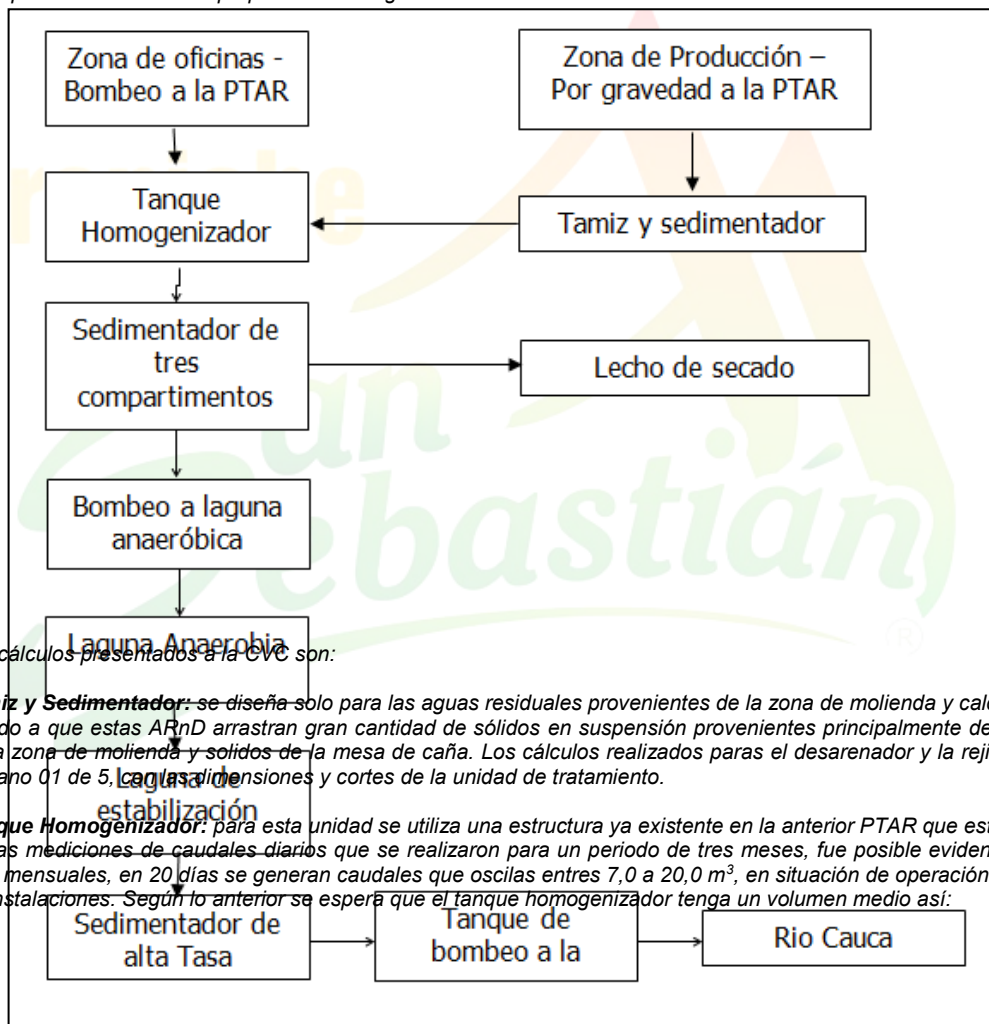 Zona de oficinas -
Bombeo a la PTAR
Zona de Producción –
Por gravedad a la PTAR
Tanque
Homogenizador
Tamiz y sedimentador
Sedimentador de
tres
compartimentos
Lecho de secado
Bombeo a laguna
anaeróbica
Laguna Anaerobia
cálculos presentados a la CVC son:
iz y Sedimentador: se diseña solo para las aguas residuales provenientes de la zona de molienda y cal
do a que estas ARnD arrastran gran cantidad de sólidos en suspensión provenientes principalmente de
a zona de molienda y solidos de la mesa de caña. Los cálculos realizados paras el desarenador y la reji
ano 01 de 5, con las dimensiones y cortes de la unidad de tratamiento.
Laguna de
estabilización
que Homogenizador: para esta unidad se utiliza una estructura ya existente en la anterior PTAR que est
as mediciones de caudales diarios que se realizaron para un periodo de tres meses, fue posible eviden
mensuales, en 20 días se generan caudales que oscilas entres 7,0 a 20,0 m³, en situación de operación
nstalaciones. Según lo anterior se espera que el tanque homogenizador tenga un volumen medio así:
Sedimentador de
alta Tasa
Tanque de
bombeo a la
Rio Cauca
an
Sebastián
®